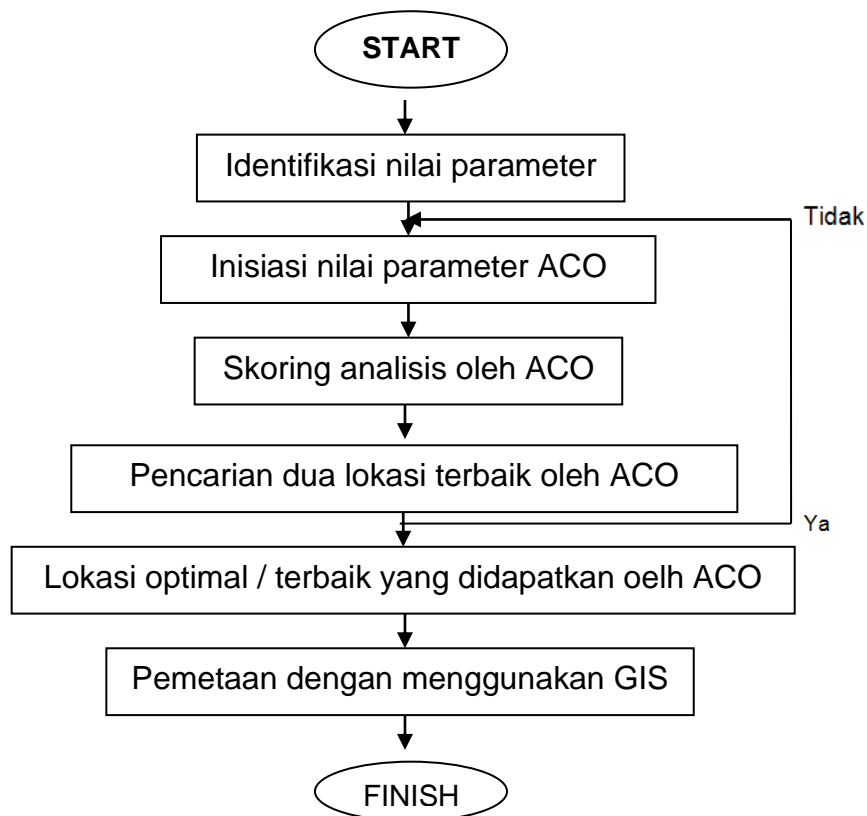 START
Identifikasi nilai parameter
Tidak
Inisiasi nilai parameter ACO
Skoring analisis oleh ACO
Pencarian dua lokasi terbaik oleh ACO
Ya
Lokasi optimal / terbaik yang didapatkan oelh ACO
Pemetaan dengan menggunakan GIS
FINISH